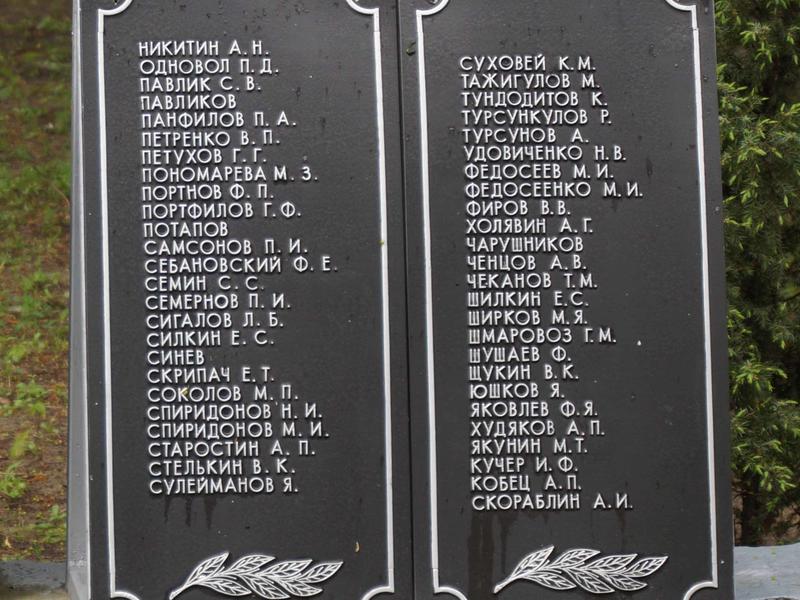 НИКИТИН А. Н.
ОДНОВОЛ П. Д.
ПАВЛИК С. В.
ПАВЛИКОВ
ПАНФИЛОВ П. А.
ПЕТРЕНКО В. П.
ПЕТУХОВ Г. Г.
ПОНОМАРЕВА М. З.
ПОРТНОВ Ф. П.
ПОРТФИЛОВ Г. Ф.
ПОТАПОВ
САМСОНОВ П. И.
СЕБАНОВСКИЙ Ф. Е.
СЕМИН С. С.
СЕМЕРНОВ П. И.
СИГАЛОВ Л. Б.
СИЛКИН Е. С.
СИНЕВ
СКРИПАЧ Е. Т.
СОКОЛОВ М. П.
СПИРИДОНОВ Н. И.
СПИРИДОНОВ М. И.
СТАРОСТИН А. П.
СТЕЛЬКИН В. К.
СУЛЕЙМАНОВ Я.
СУХОВЕЙ К. М.
ТАЖИГУЛОВ М.
ТУНДОДИТОВ К.
ТУРСУНКУЛОВ Р.
ТУРСУНОВ А.
УДОВИЧЕНКО Н. В.
ФЕДОСЕЕВ М. И.
ФЕДОСЕЕНКО М. И.
ФИРОВ В. В.
ХОЛЯВИН А. Г.
ЧАРУШНИКОВ
ЧЕНЦОВ А. В.
ЧЕКАНОВ Т. М.
ШИЛКИН Е. С.
ШИРКОВ М. Я.
ШМАРОВОЗ Г. М.
ШУШАЕВ Ф.
ЩУКИН В. К.
ЮШКОВ Я.
ЯКОВЛЕВ Ф. Я.
ХУДЯКОВ А. П.
ЯКУНИН М. Т.
КУЧЕР И. Ф.
КОБЕЦ А. П.
СКОРАБЛИН А. И.